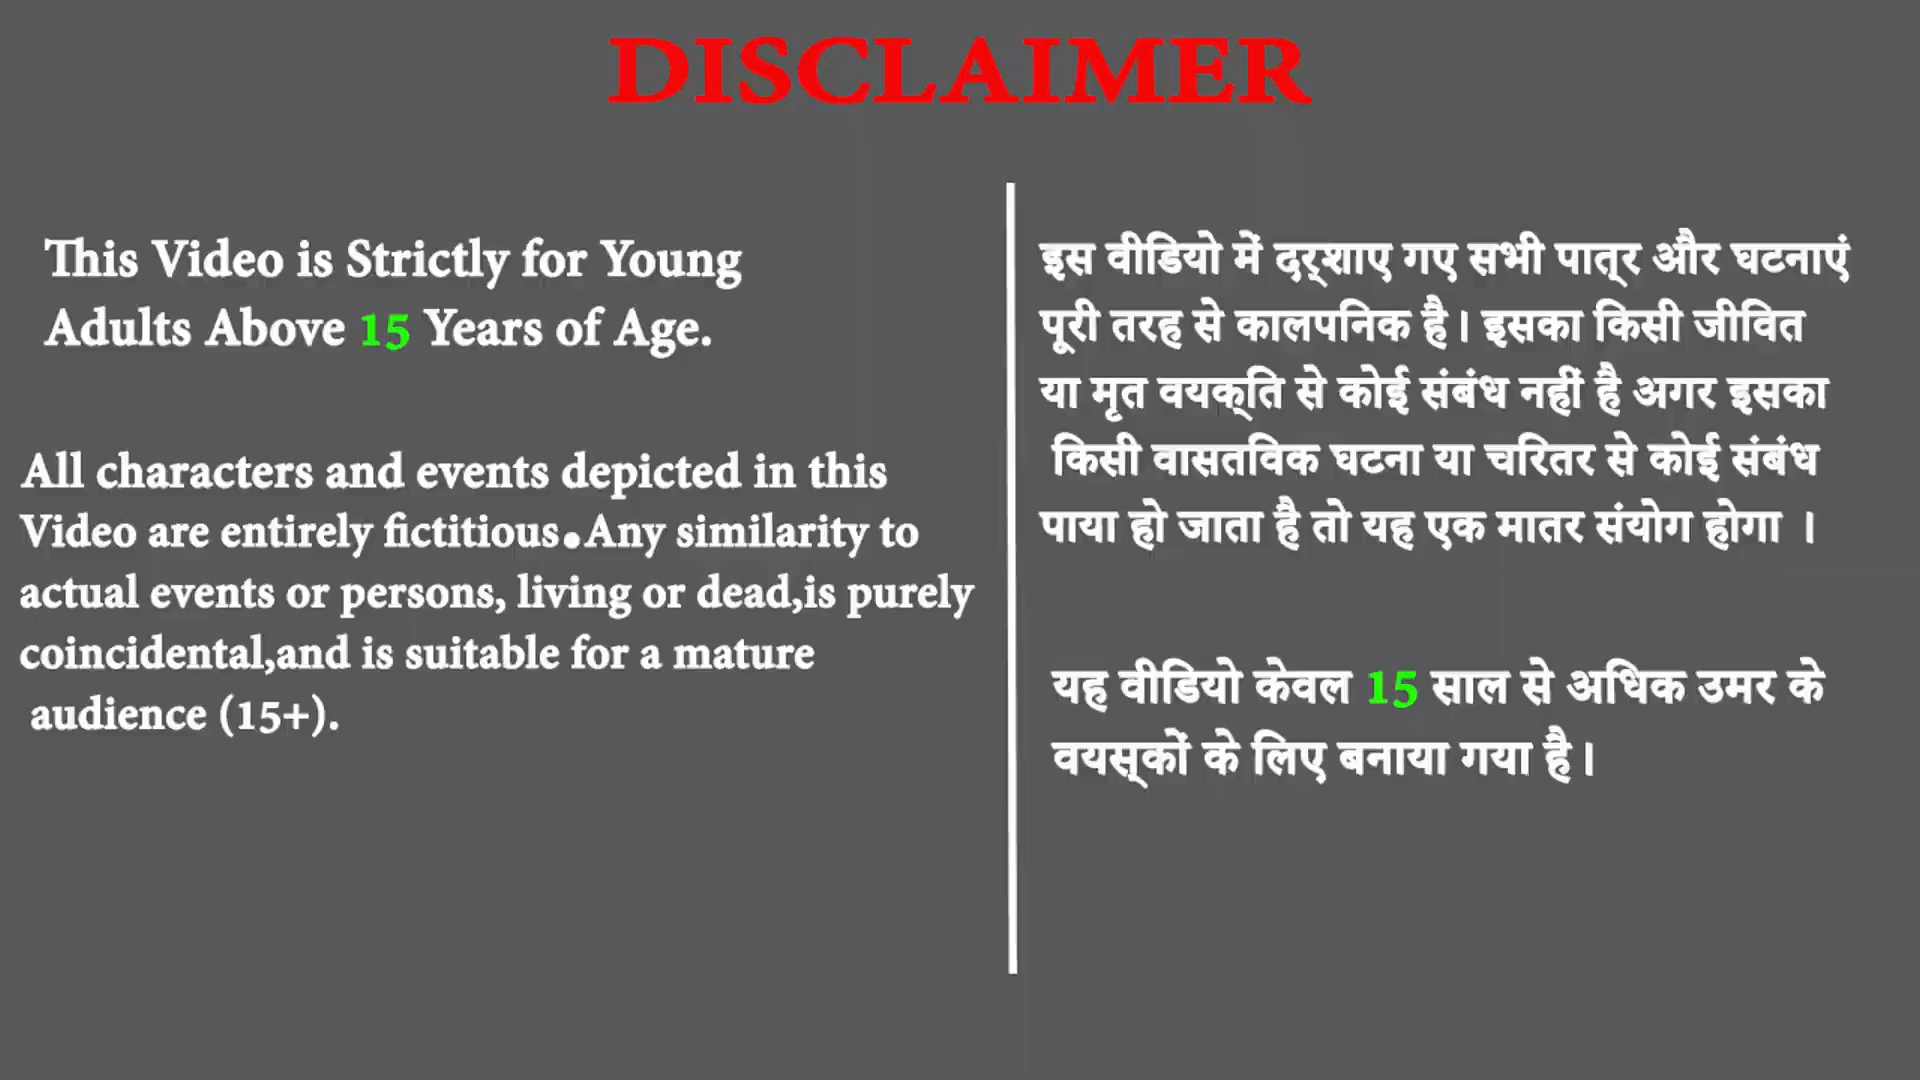 DISCLAIMER
This Video is Strictly for Young
Adults Above 15 Years of Age.
All characters and events depicted in this
Video are entirely fictitious.Any similarity to
actual events or persons, living or dead,is purely
coincidental,and is suitable for a mature
audience (15+).
इस वीडियो में दर्‌शाए गए सभी पात्‌र और घटनाएं
पूरी तरह से कालपनिक है। इसका किसी जीवित
या मृत वयक्‌ति से कोई संबंध नहीं है अगर इसका
किसी वासतविक घटना या चरितर से कोई संबंध
पाया हो जाता है तो यह एक मातर संयोग होगा ।
यह वीडियो केवल 15 साल से अधिक उमर के
वयस्‌कों के लिए बनाया गया है।